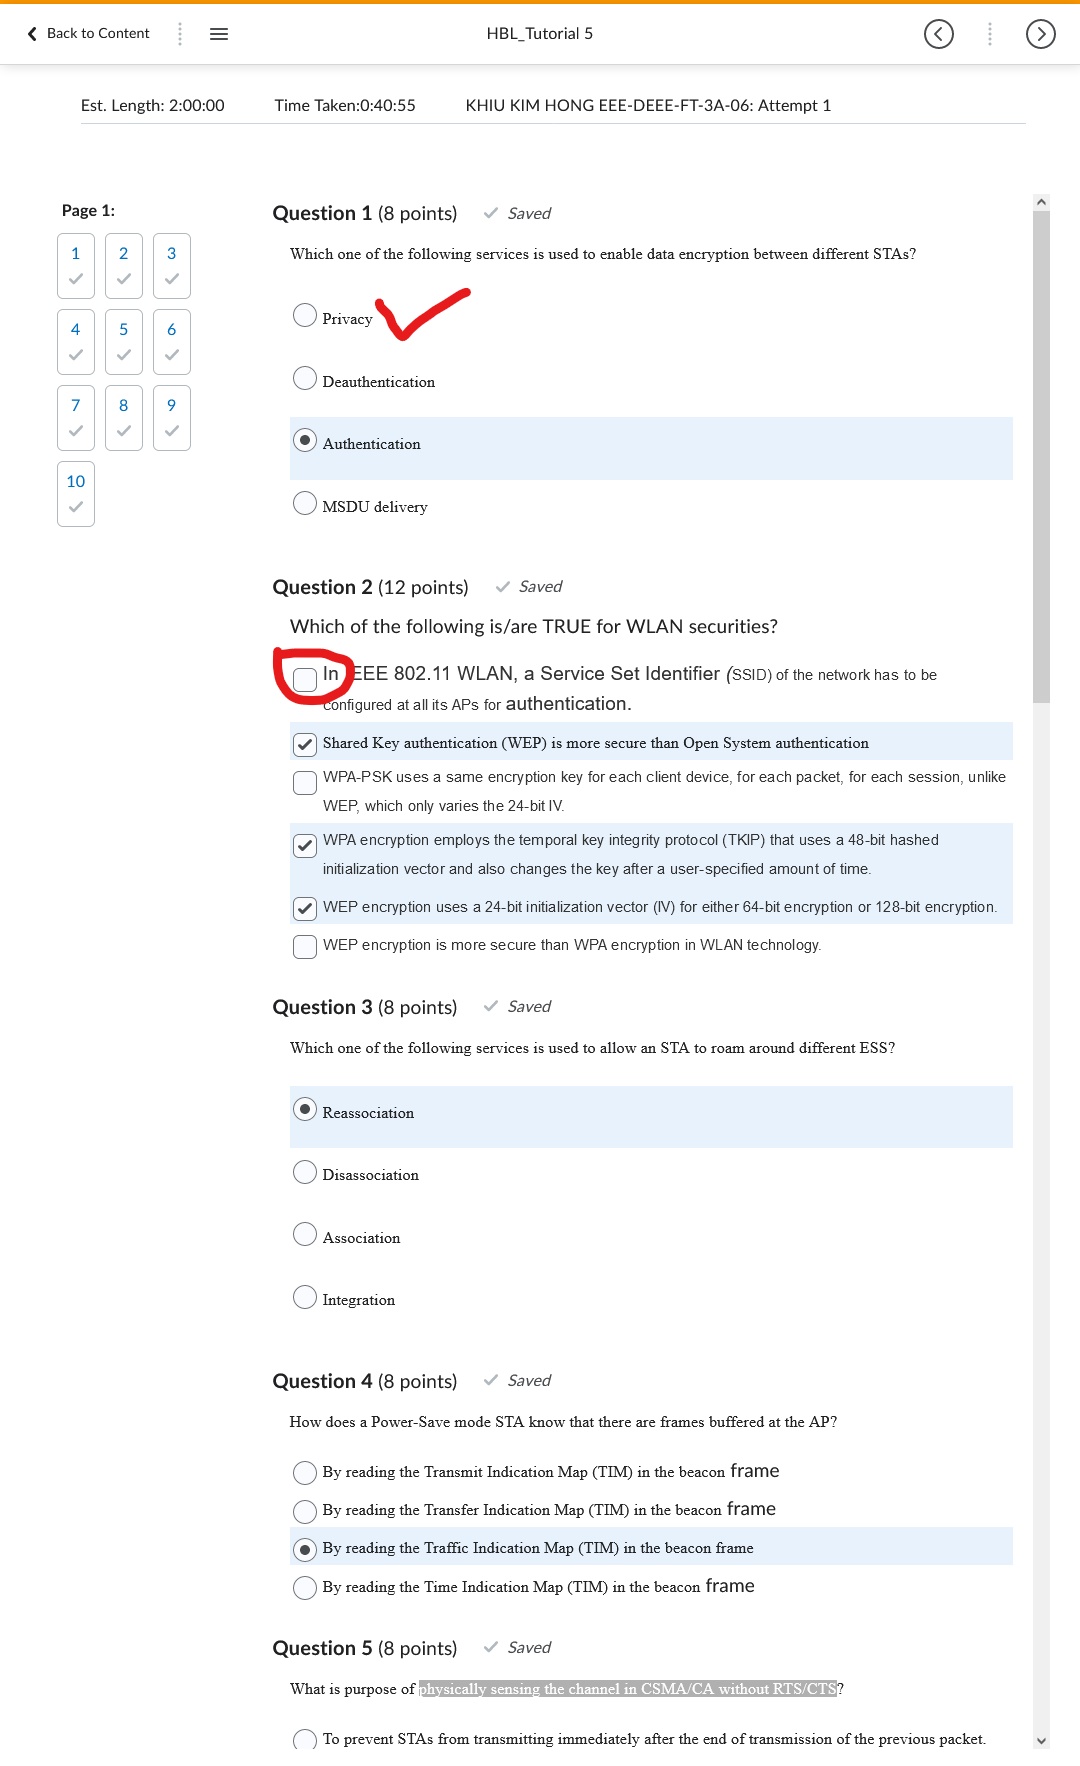 Back to Content
HBL_Tutorial 5
Est. Length: 2:00:00 Time Taken:0:40:55 KHIU KIM HONG EEE-DEEE-FT-3A-06: Attempt 1
Page 1:
1 2 3
4 5 6
7 8 9
10
Question 1 (8 points) Saved
Which one of the following services is used to enable data encryption between different STAs?
Privacy
Deauthentication
Authentication
MSDU delivery
Question 2 (12 points) Saved
Which of the following is/are TRUE for WLAN securities?
In IEEE 802.11 WLAN, a Service Set Identifier (SSID) of the network has to be
configured at all its APs for authentication.
Shared Key authentication (WEP) is more secure than Open System authentication
WPA-PSK uses a same encryption key for each client device, for each packet, for each session, unlike
WEP, which only varies the 24-bit IV.
WPA encryption employs the temporal key integrity protocol (TKIP) that uses a 48-bit hashed
initialization vector and also changes the key after a user-specified amount of time.
WEP encryption uses a 24-bit initialization vector (IV) for either 64-bit encryption or 128-bit encryption.
WEP encryption is more secure than WPA encryption in WLAN technology.
Question 3 (8 points) Saved
Which one of the following services is used to allow an STA to roam around different ESS?
Reassociation
Disassociation
Association
Integration
Question 4 (8 points) Saved
How does a Power-Save mode STA know that there are frames buffered at the AP?
By reading the Transmit Indication Map (TIM) in the beacon frame
By reading the Transfer Indication Map (TIM) in the beacon frame
By reading the Traffic Indication Map (TIM) in the beacon frame
By reading the Time Indication Map (TIM) in the beacon frame
Question 5 (8 points) Saved
What is purpose of physically sensing the channel in CSMA/CA without RTS/CTS?
To prevent STAs from transmitting immediately after the end of transmission of the previous packet.